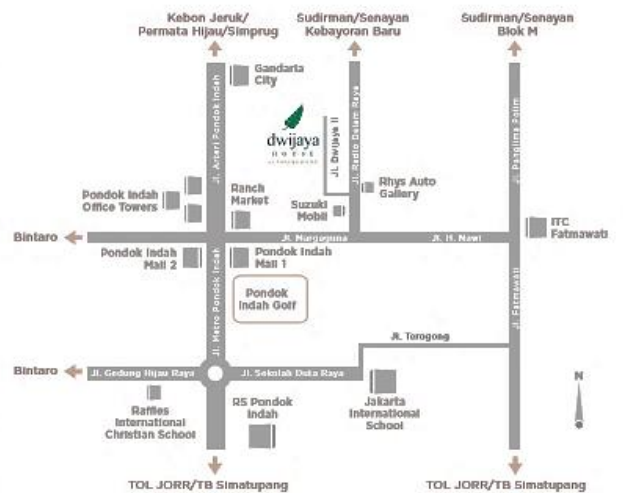 Kebon Jeruk/
Permata Hijau/Simprug
Sudirman/Senayan
Kebayoran Baru
Sudirman/Senayan
Blok M
Gandaria
City
Jl. Arteri Pondok Indah
dwijaya
HOUSE
Jl. Dwijaya II
Jl. Radio Dalam Raya
Jl. Panglima Polim
Pondok Indah
Office Towers
Ranch
Market
Rhys Auto
Gallery
Suzuki
Mobil
ITC
Fatmawati
Bintaro
Jl. Margaguna
Jl. H. Nawi
Pondok Indah
Mall 2
Pondok Indah
Mall 1
Jl. Metro Pondok Indah
Pondok
Indah Golf
Jl. Fatmawati
Jl. Terogong
Bintaro
Jl. Gedung Hijau Raya
Jl. Sekolah Duta Raya
Raffles
International
Christian School
RS Pondok
Indah
Jakarta
International
School
N
TOL JORR/TB Simatupang
TOL JORR/TB Simatupang